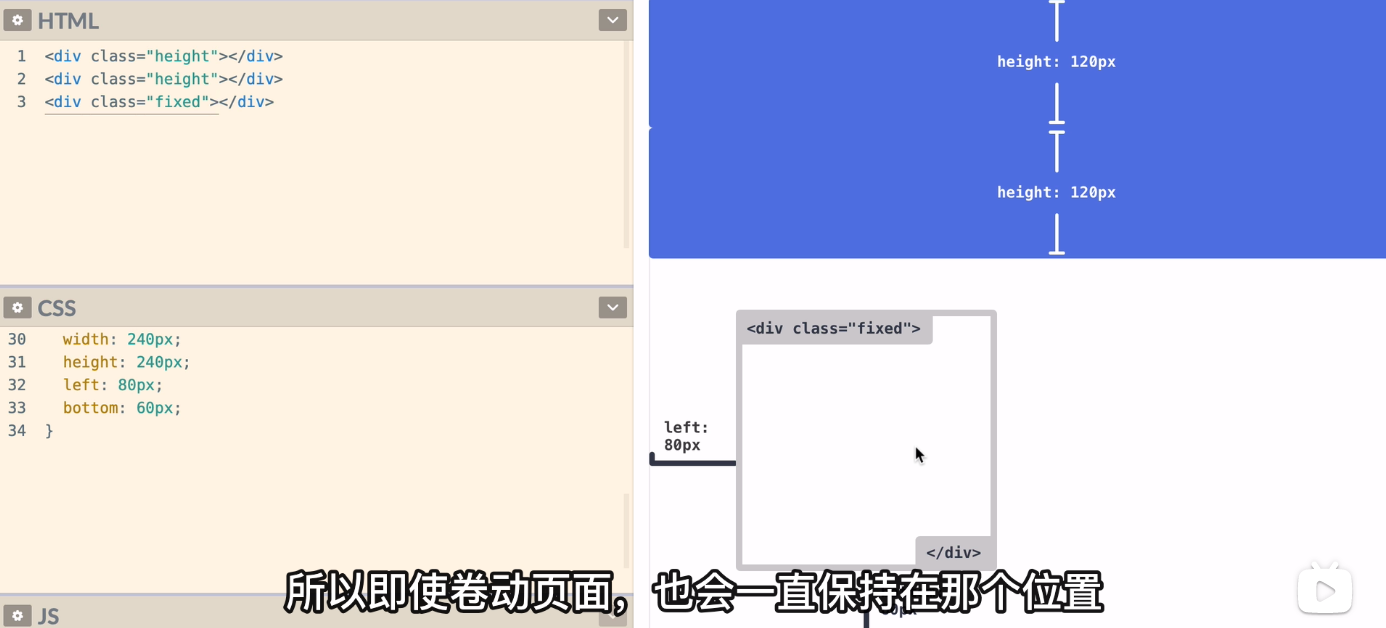 HTML
1 <div class="height"></div>
2 <div class="height"></div>
3 <div class="fixed"></div>
CSS
30 width: 240px;
31 height: 240px;
32 left: 80px;
33 bottom: 60px;
34 }
JS
height: 120px
height: 120px
<div class="fixed">
left:
80px
</div>
所以即使卷动页面，也会一直保持在那个位置